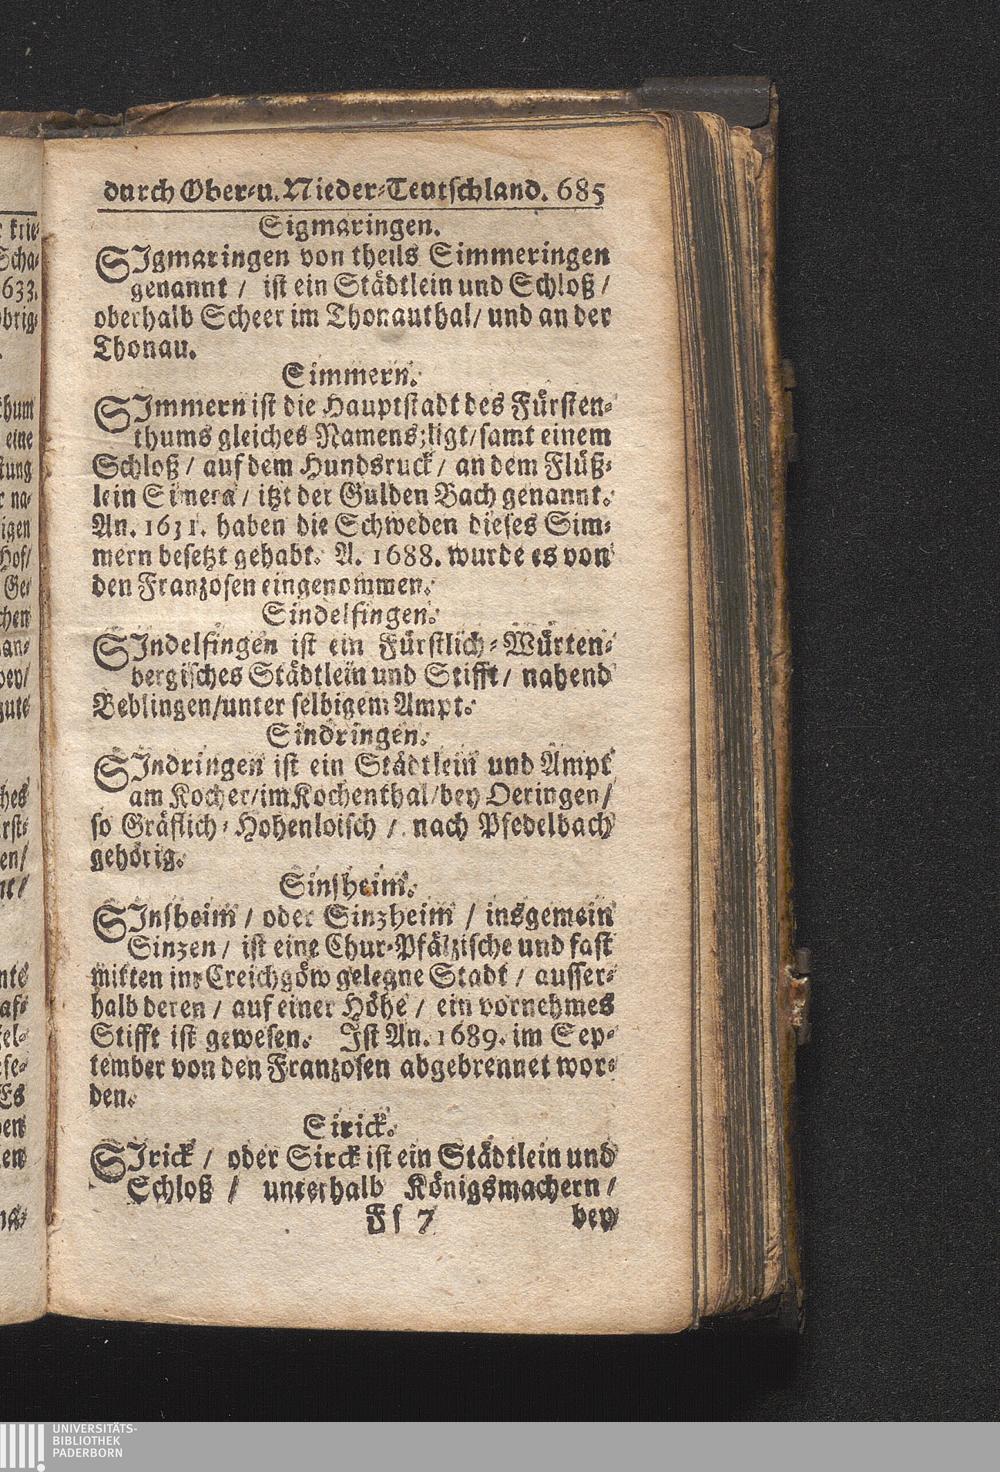 durch Ober-u. Nieder-Teutschland. 685
Sigmaringen.
SIgmaringen von theils Simmeringen
genannt / ist ein Städtlein und Schloß /
oberhalb Scheer im Thonauthal / und an der
Thonau.
Simmern.
SImmern ist die Hauptstadt des Fürsten-
thums gleiches Namens; ligt / samt einem
Schloß / auf dem Hundsruck / an dem Flüß-
lein Simera / itzt der Gulden Bach genannt.
An. 1631. haben die Schweden dieses Sim-
mern besetzt gehabt. A. 1688. wurde es von
den Franzosen eingenommen.
Sindelfingen.
SIndelfingen ist ein Fürstlich-Würten-
bergisches Städtlein und Stifft / nahend
Beblingen / unter selbigem Ampt.
Sindringen.
SIndringen ist ein Städtlein und Ampt
am Kocher / im Kochenthal / bey Oeringen /
so Gräflich-Hohenloisch / nach Pfedelbach
gehörig.
Sinsheim.
SInsheim / oder Sinzheim / insgemein
Sinzen / ist eine Chur-Pfälzische und fast
mitten im Creichgöw gelegne Stadt / ausser-
halb deren / auf einer Höhe / ein vornehmes
Stifft ist gewesen. Ist An. 1689. im Sep-
tember von den Franzosen abgebrennet wor-
den.
Sirick.
SIrick / oder Sirck ist ein Städtlein und
Schloß / unterhalb Königsmachern /
Ff 7 bey
UNIVERSITÄTS-
BIBLIOTHEK
PADERBORN